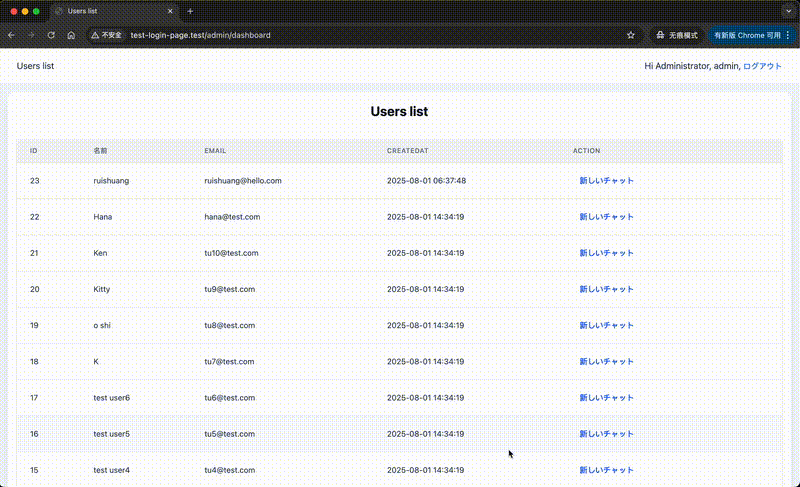 Users list
不安全 test-login-page.test/admin/dashboard 无痕模式 有新版 Chrome 可用
Users list Hi Administrator, admin, ログアウト
Users list
ID 名前 EMAIL CREATEDAT ACTION
23 ruishuang ruishuang@hello.com 2025-08-01 06:37:48 新しいチャット
22 Hana hana@test.com 2025-08-01 14:34:19 新しいチャット
21 Ken tu10@test.com 2025-08-01 14:34:19 新しいチャット
20 Kitty tu9@test.com 2025-08-01 14:34:19 新しいチャット
19 o shi tu8@test.com 2025-08-01 14:34:19 新しいチャット
18 K tu7@test.com 2025-08-01 14:34:19 新しいチャット
17 test user6 tu6@test.com 2025-08-01 14:34:19 新しいチャット
16 test user5 tu5@test.com 2025-08-01 14:34:19 新しいチャット
15 test user4 tu4@test.com 2025-08-01 14:34:19 新しいチャット